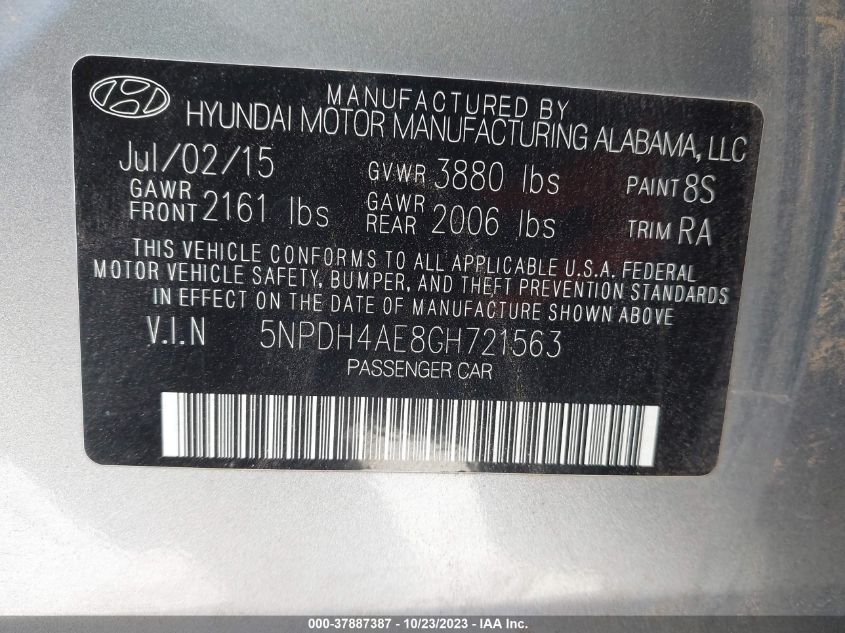 MANUFACTURED BY
HYUNDAI MOTOR MANUFACTURING ALABAMA, LLC
Jul/02/15 GVWR 3880 lbs PAINT 8S
GAWR FRONT 2161 lbs GAWR REAR 2006 lbs TRIM RA
THIS VEHICLE CONFORMS TO ALL APPLICABLE U.S.A. FEDERAL
MOTOR VEHICLE SAFETY, BUMPER, AND THEFT PREVENTION STANDARDS
IN EFFECT ON THE DATE OF MANUFACTURE SHOWN ABOVE.
V.I.N 5NPDH4AE8GH721563
PASSENGER CAR
000-37887387 - 10/23/2023 - IAA Inc.